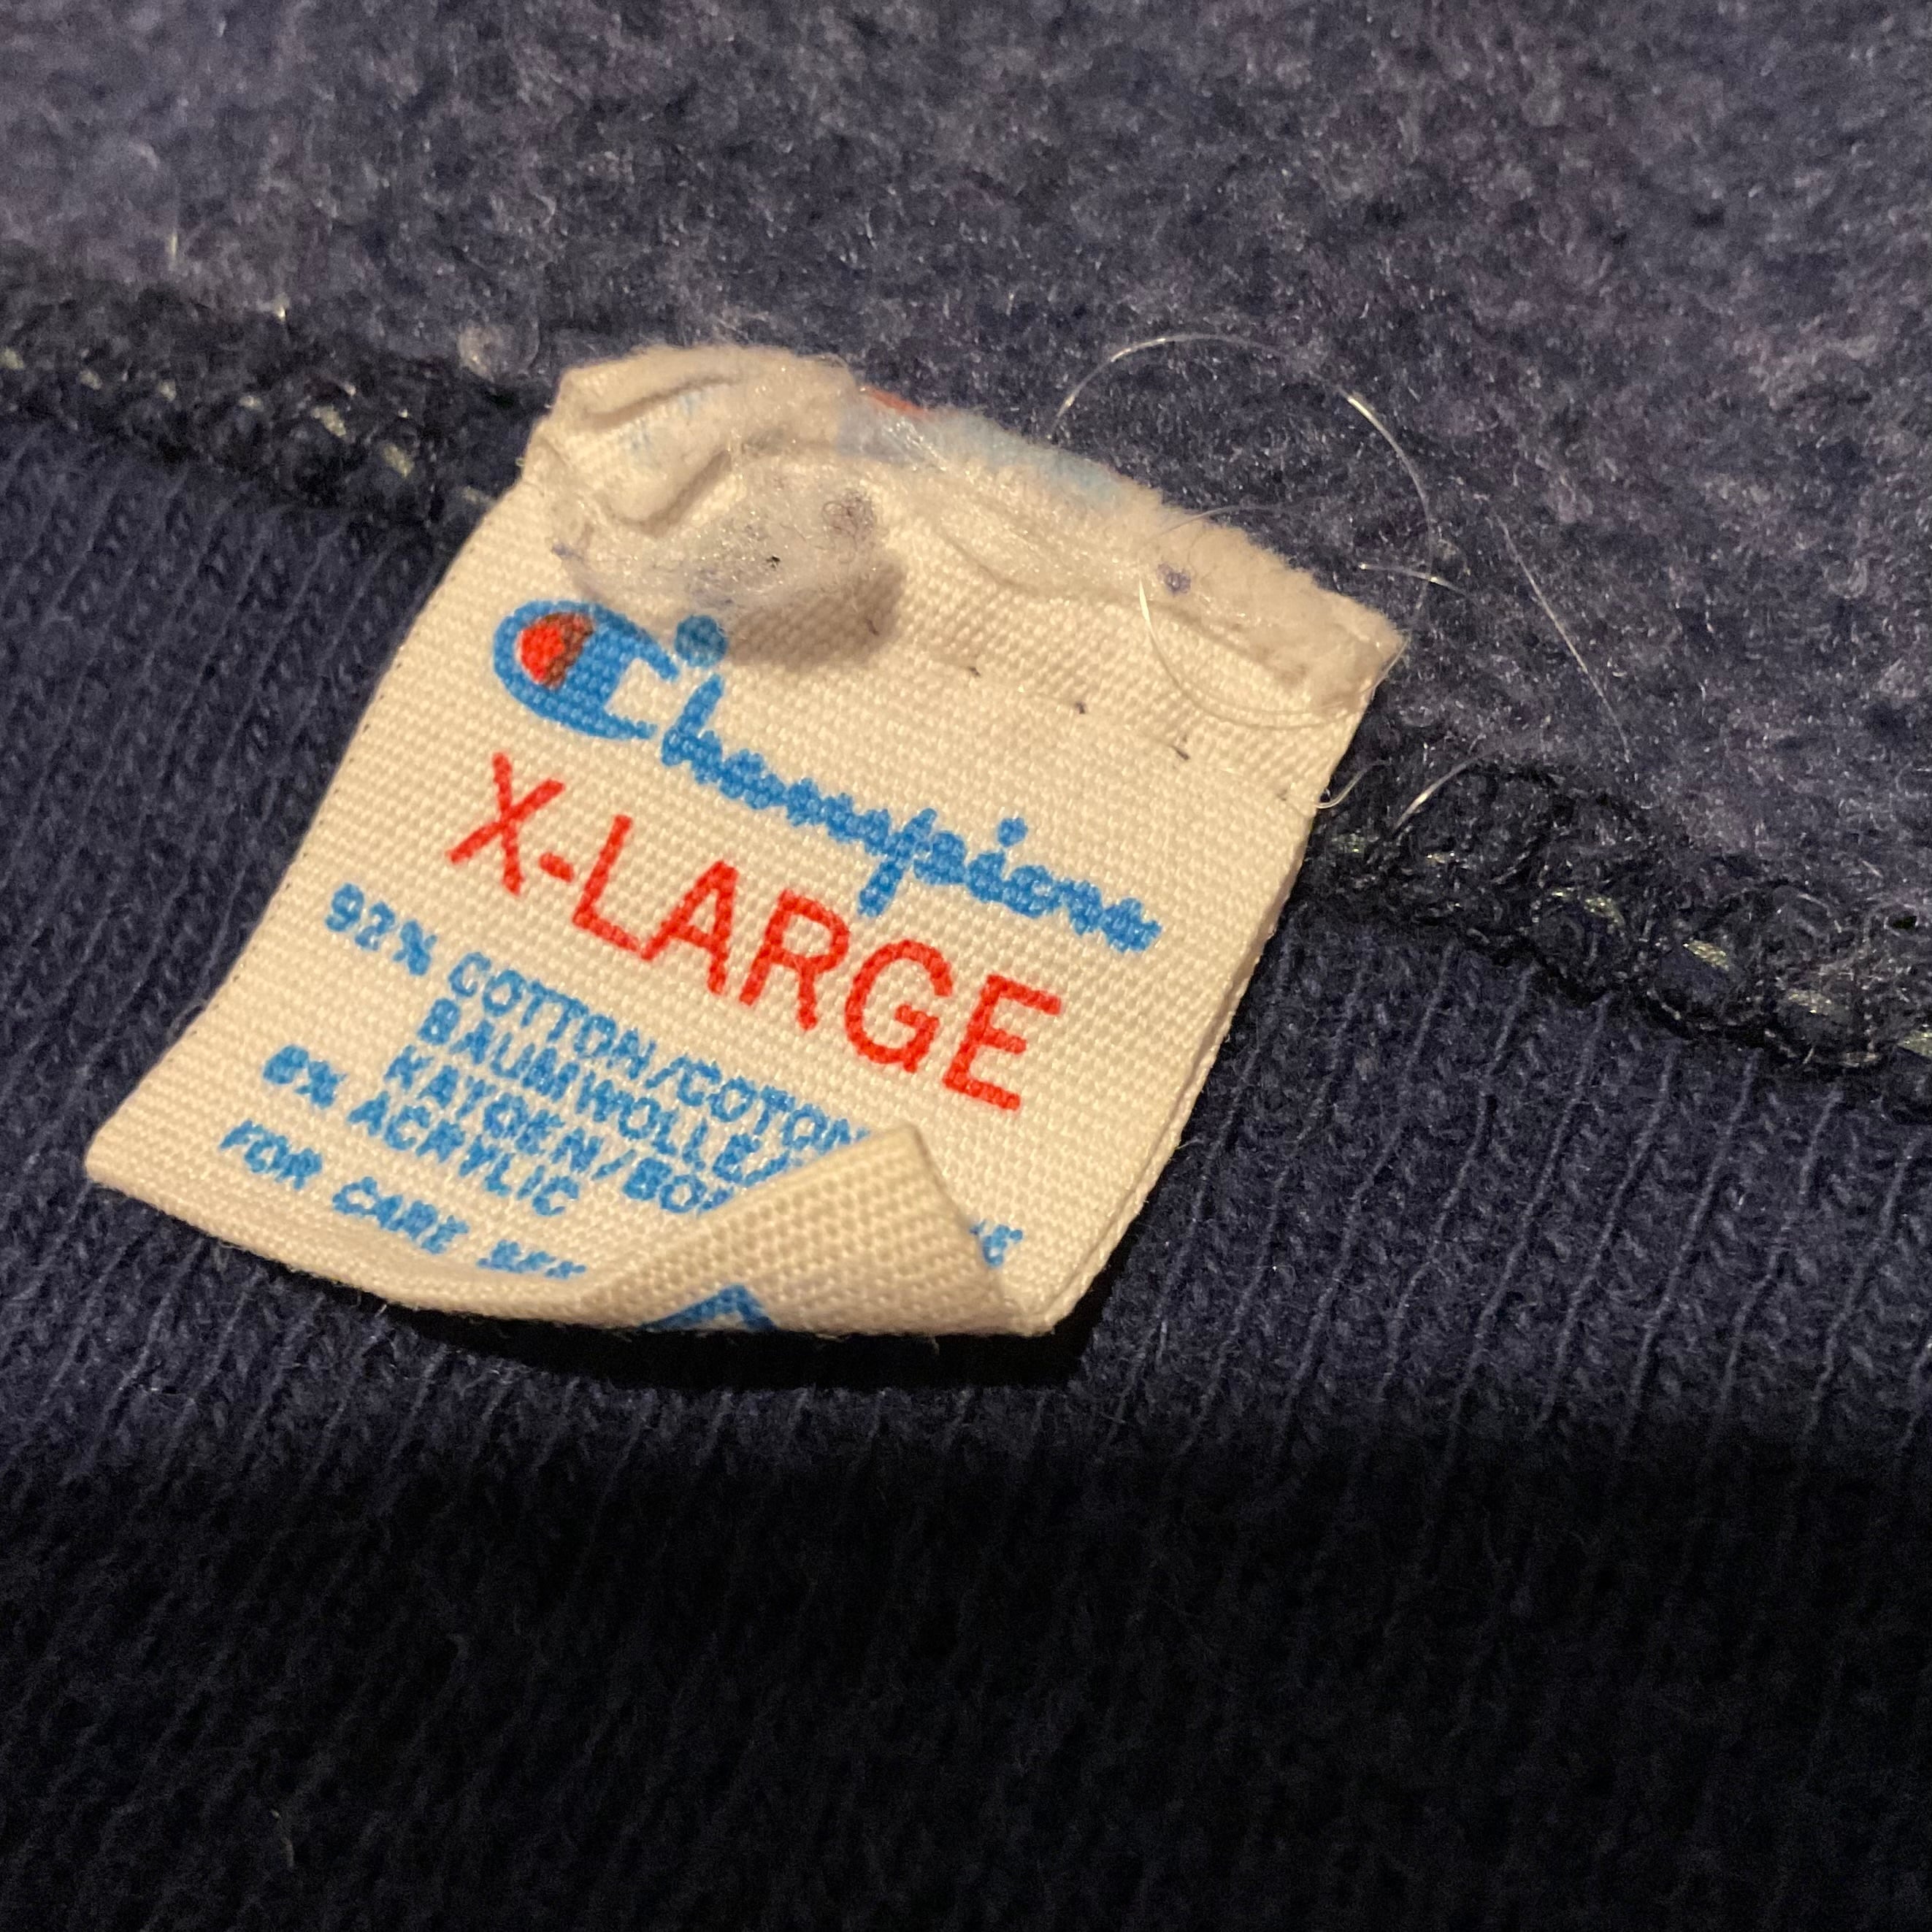 Champion
X-LARGE
92% COTTON/COTON
BAUMWOLLE/
KATOEN/
8% ACRYLIC
FOR CARE